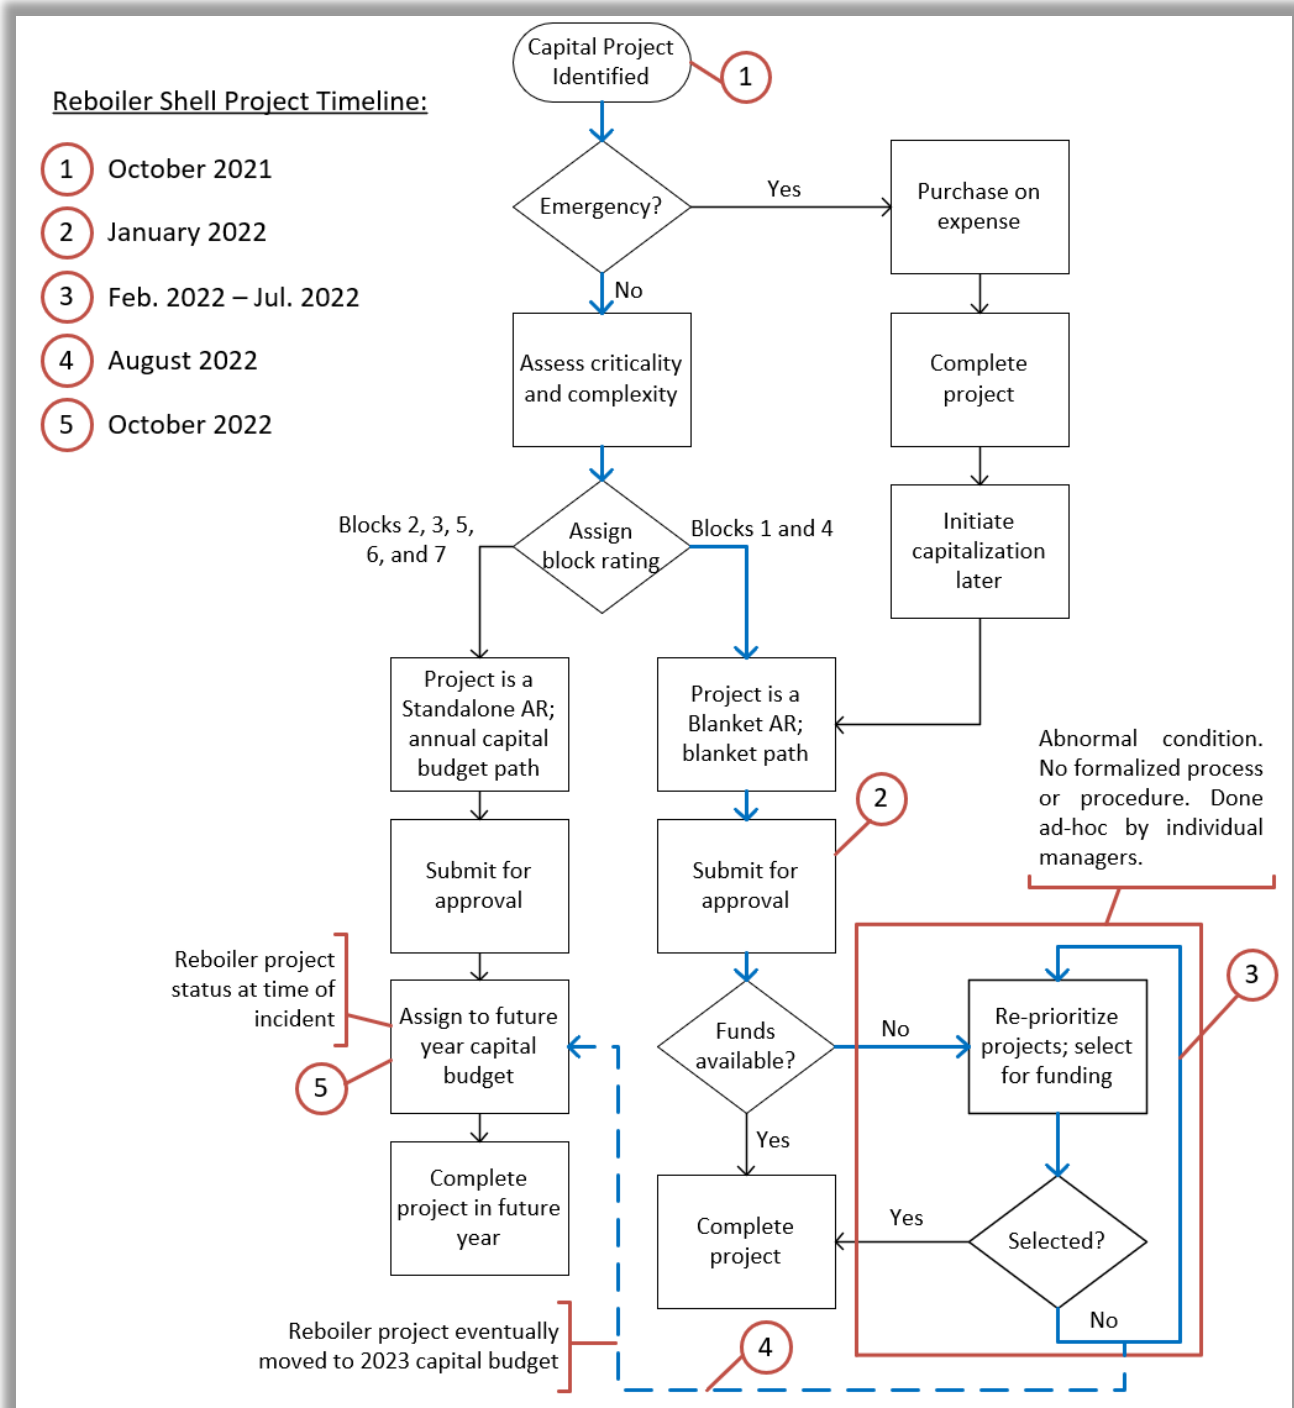 Capital Project
Identified
1
Reboiler Shell Project Timeline:
1 October 2021
2 January 2022
3 Feb. 2022 – Jul. 2022
4 August 2022
5 October 2022
Emergency?
Yes
Purchase on
expense
No
Assess criticality
and complexity
Complete
project
Blocks 2, 3, 5,
6, and 7
Assign
block rating
Blocks 1 and 4
Initiate
capitalization
later
Project is a
Standalone AR;
annual capital
budget path
Project is a
Blanket AR;
blanket path
Abnormal condition.
No formalized process
or procedure. Done
ad-hoc by individual
managers.
2
Submit for
approval
Submit for
approval
Reboiler project
status at time of
incident
3
Assign to future
year capital
budget
5
Funds
available?
No
Re-prioritize
projects; select
for funding
Yes
Complete
project in future
year
Complete
project
Yes
Selected?
No
Reboiler project eventually
moved to 2023 capital budget
4